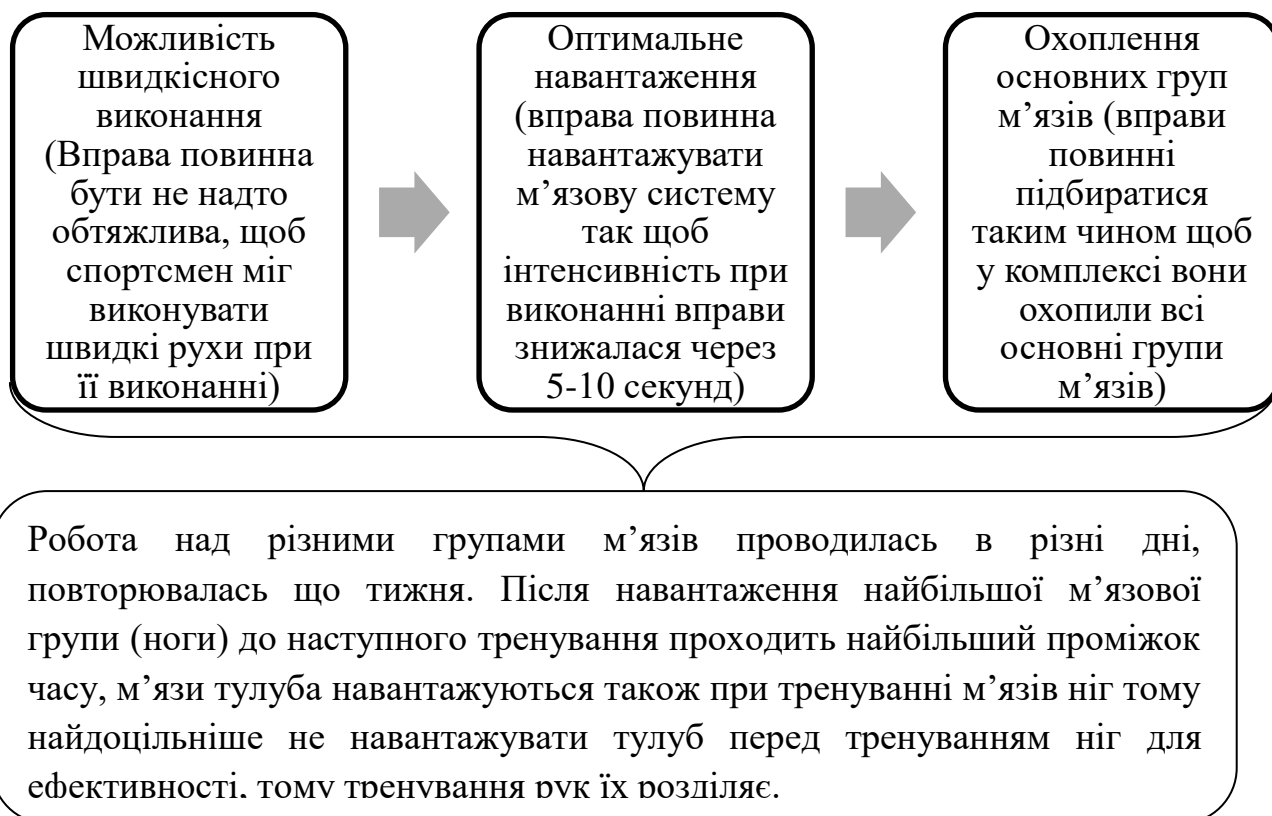 Можливість
швидкісного
виконання
(Вправа повинна
бути не надто
обтяжлива, щоб
спортсмен міг
виконувати
швидкі рухи при
її виконанні)
Оптимальне
навантаження
(вправа повинна
навантажувати
м’язову систему
так щоб
інтенсивність при
виконанні вправи
знижалася через
5-10 секунд)
Охоплення
основних груп
м’язів (вправи
повинні
підбиратися
таким чином щоб
у комплексі вони
охопили всі
основні групи
м’язів)
Робота над різними групами м’язів проводилась в різні дні,
повторювалась що тижня. Після навантаження найбільшої м’язової
групи (ноги) до наступного тренування проходить найбільший проміжок
часу, м’язи тулуба навантажуються також при тренуванні м’язів ніг тому
найдоцільніше не навантажувати тулуб перед тренуванням ніг для
ефективності, тому тренування рук їх розділяє.